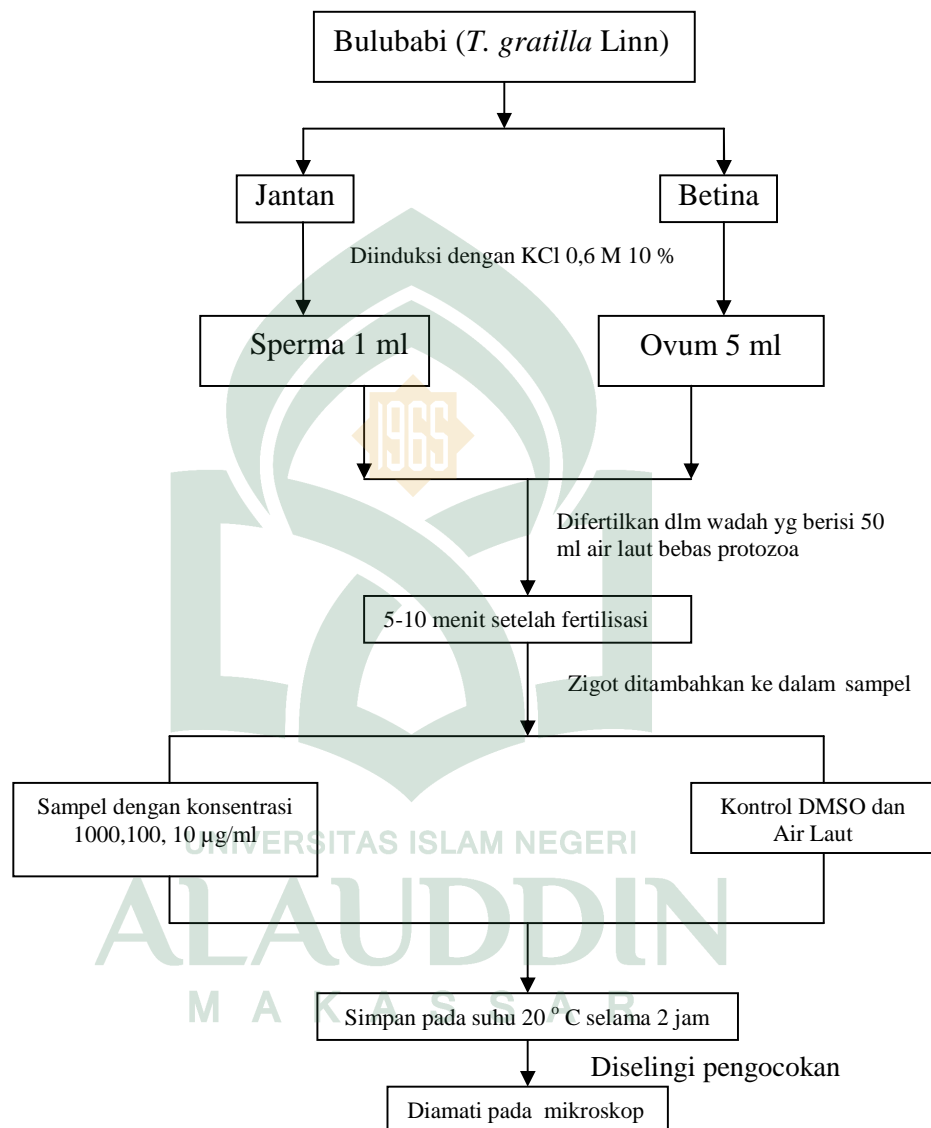 Bulubabi (T. gratilla Linn)
Jantan
Betina
Diinduksi dengan KCl 0,6 M 10 %
Sperma 1 ml
Ovum 5 ml
1965
Difertilkan dlm wadah yg berisi 50
ml air laut bebas protozoa
5-10 menit setelah fertilisasi
Zigot ditambahkan ke dalam sampel
Sampel dengan konsentrasi
1000,100, 10 µg/ml
Kontrol DMSO dan
Air Laut
UNIVERSITAS ISLAM NEGERI
ALAUDDIN
MAKASSAR
Simpan pada suhu 20 ° C selama 2 jam
Diselingi pengocokan
Diamati pada mikroskop